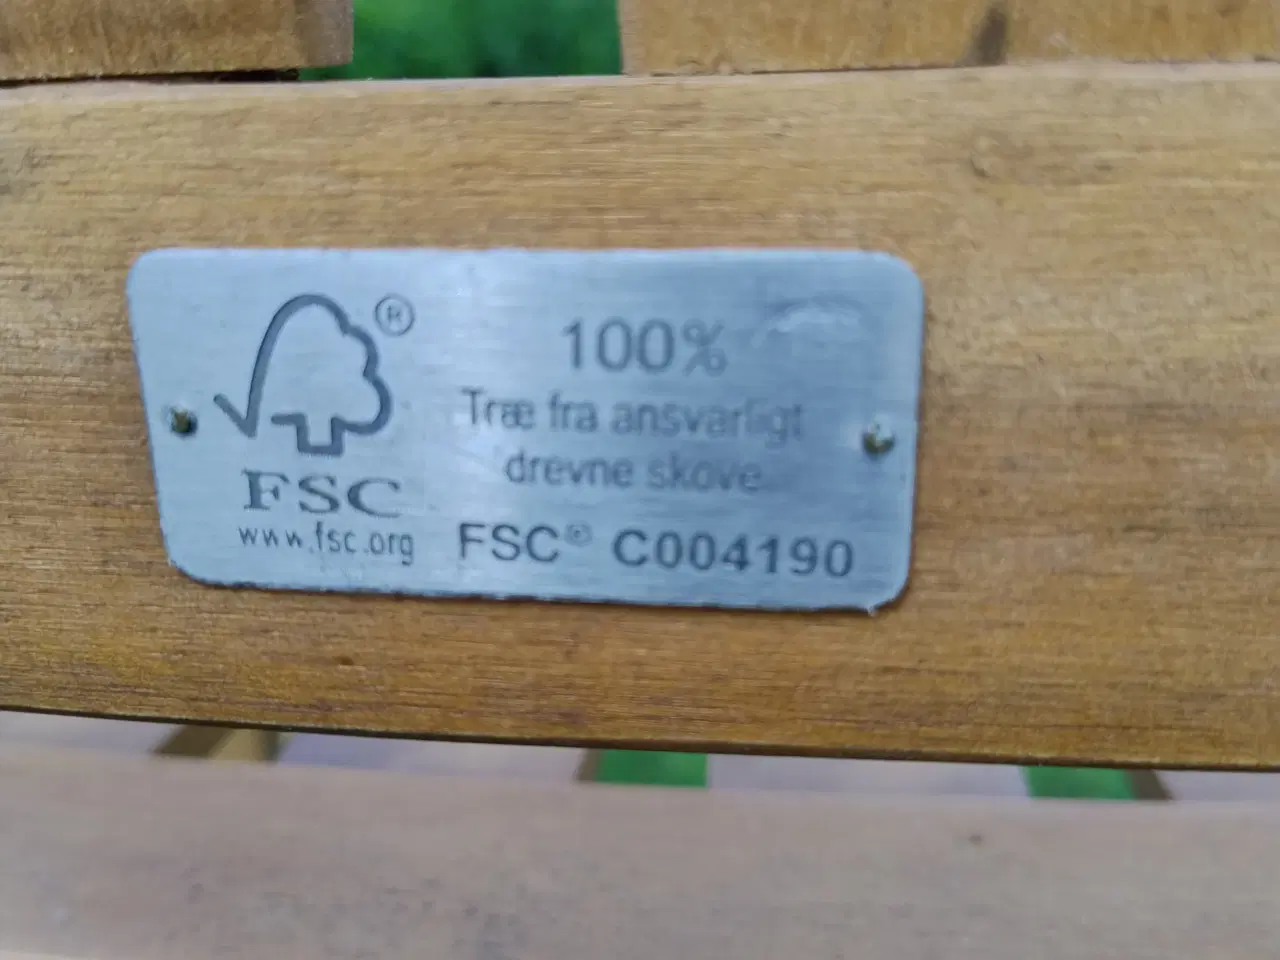 ®
100%
Træ fra ansvarligt
drevne skove
FSC
www.fsc.org
FSC® C004190